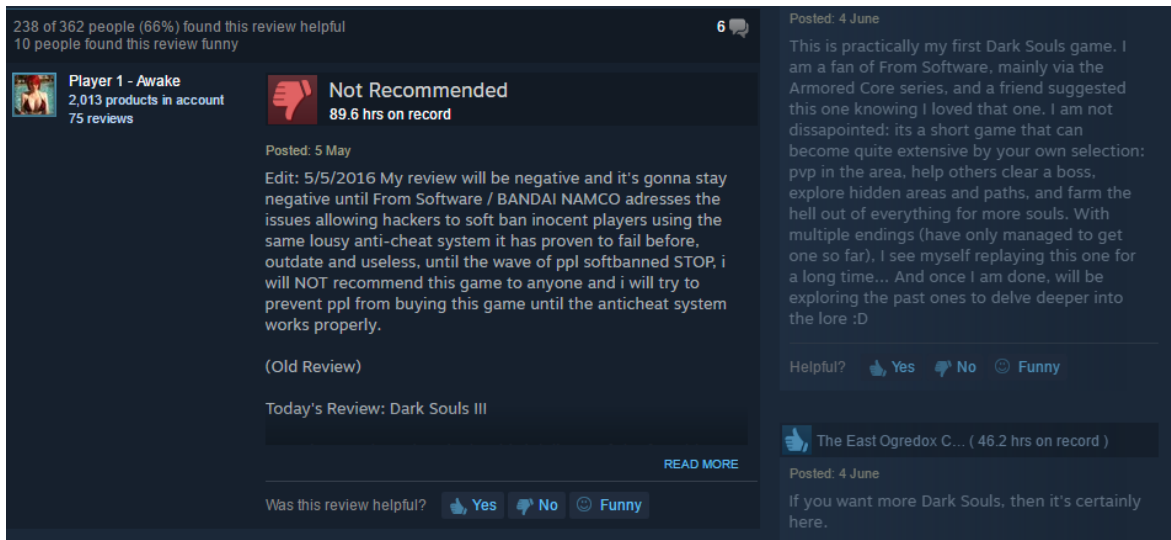 238 of 362 people (66%) found this review helpful
10 people found this review funny
6
Player 1 - Awake
2,013 products in account
75 reviews
Not Recommended
89.6 hrs on record
Posted: 5 May
Edit: 5/5/2016 My review will be negative and it's gonna stay
negative until From Software / BANDAI NAMCO adresses the
issues allowing hackers to soft ban inocent players using the
same lousy anti-cheat system it has proven to fail before,
outdate and useless, until the wave of ppl softbanned STOP, i
will NOT recommend this game to anyone and i will try to
prevent ppl from buying this game until the anticheat system
works properly.
(Old Review)
Today's Review: Dark Souls III
READ MORE
Was this review helpful? Yes No Funny
Posted: 4 June
This is practically my first Dark Souls game. I
am a fan of From Software, mainly via the
Armored Core series, and a friend suggested
this one knowing I loved that one. I am not
dissapointed: its a short game that can
become quite extensive by your own selection:
pvp in the area, help others clear a boss,
explore hidden areas and paths, and farm the
hell out of everything for more souls. With
multiple endings (have only managed to get
one so far), I see myself replaying this one for
a long time... And once I am done, will be
exploring the past ones to delve deeper into
the lore :D
Helpful? Yes No Funny
The East Ogredox C... ( 46.2 hrs on record )
Posted: 4 June
If you want more Dark Souls, then it's certainly
here.